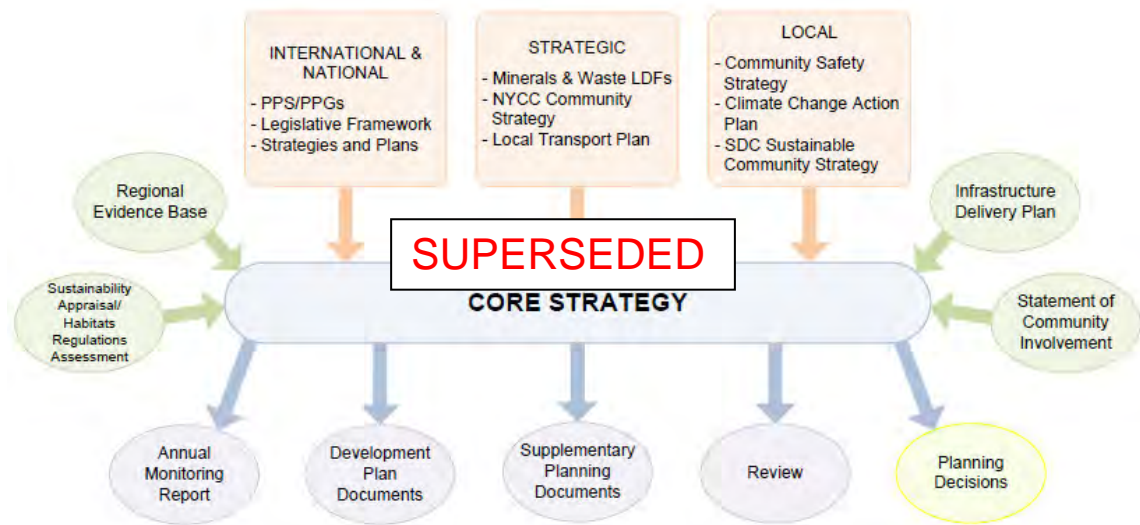 INTERNATIONAL &
NATIONAL
- PPS/PPGs
- Legislative Framework
- Strategies and Plans
STRATEGIC
- Minerals & Waste LDFs
- NYCC Community
Strategy
- Local Transport Plan
LOCAL
- Community Safety
Strategy
- Climate Change Action
Plan
- SDC Sustainable
Community Strategy
Regional
Evidence Base
Infrastructure
Delivery Plan
SUPERSEDED
CORE STRATEGY
Sustainability
Appraisal/
Habitats
Regulations
Assessment
Statement of
Community
Involvement
Annual
Monitoring
Report
Development
Plan
Documents
Supplementary
Planning
Documents
Review
Planning
Decisions